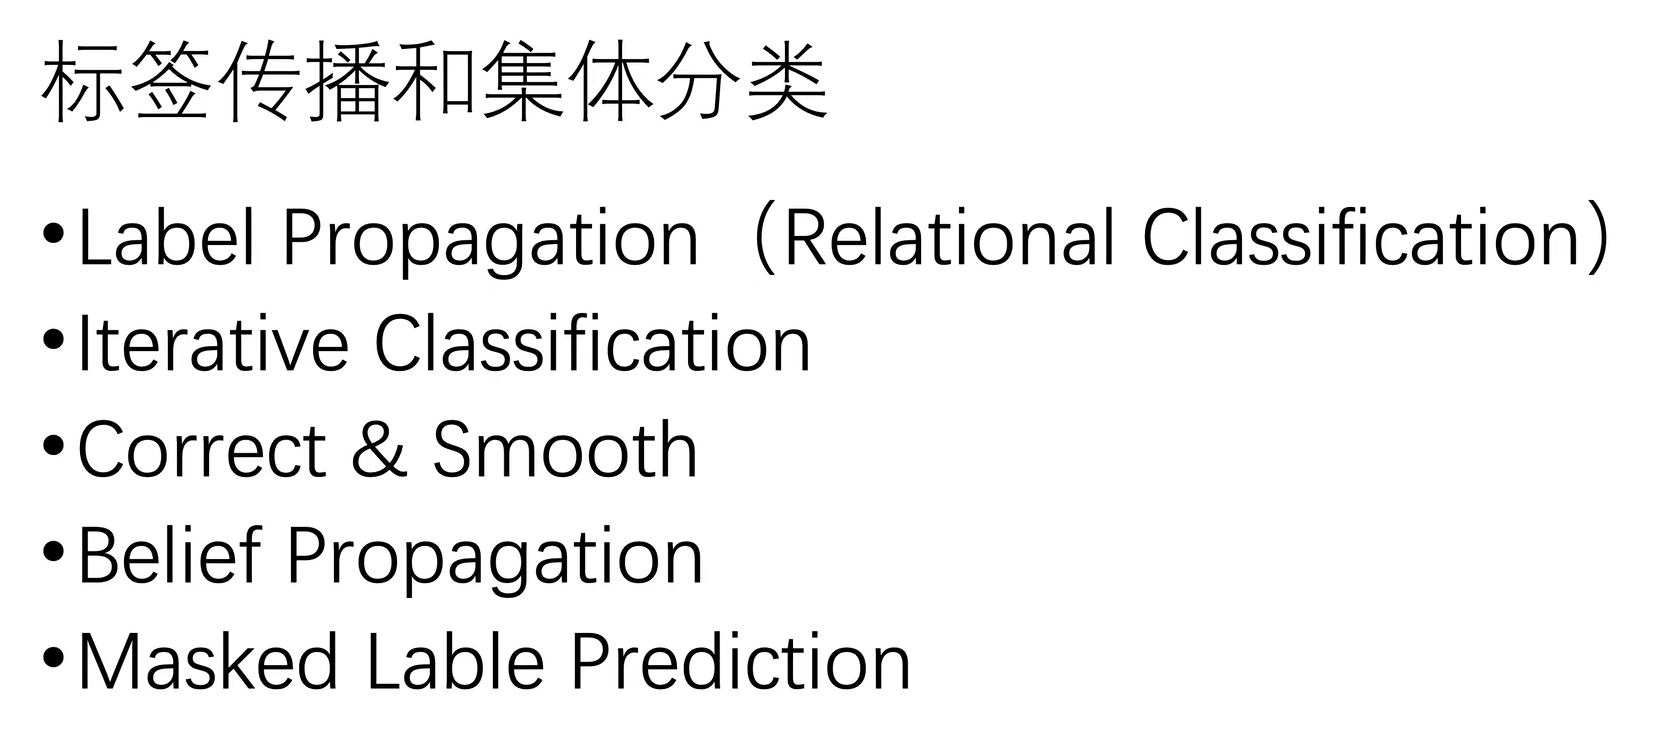 标签传播和集体分类
•Label Propagation（Relational Classification）
•Iterative Classification
•Correct & Smooth
•Belief Propagation
•Masked Lable Prediction